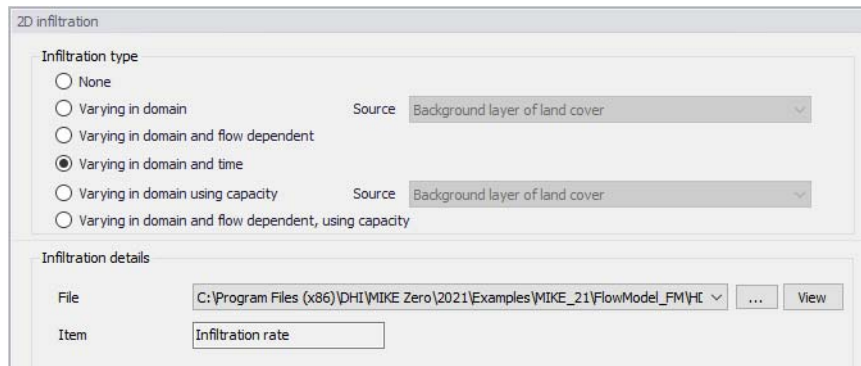 2D infiltration
Infiltration type
None
Varying in domain Source Background layer of land cover
Varying in domain and flow dependent
Varying in domain and time
Varying in domain using capacity Source Background layer of land cover
Varying in domain and flow dependent, using capacity
Infiltration details
File C:\Program Files (x86)\DHI\MIKE Zero\2021\Examples\MIKE_21\FlowModel_FM\HD ... View
Item Infiltration rate